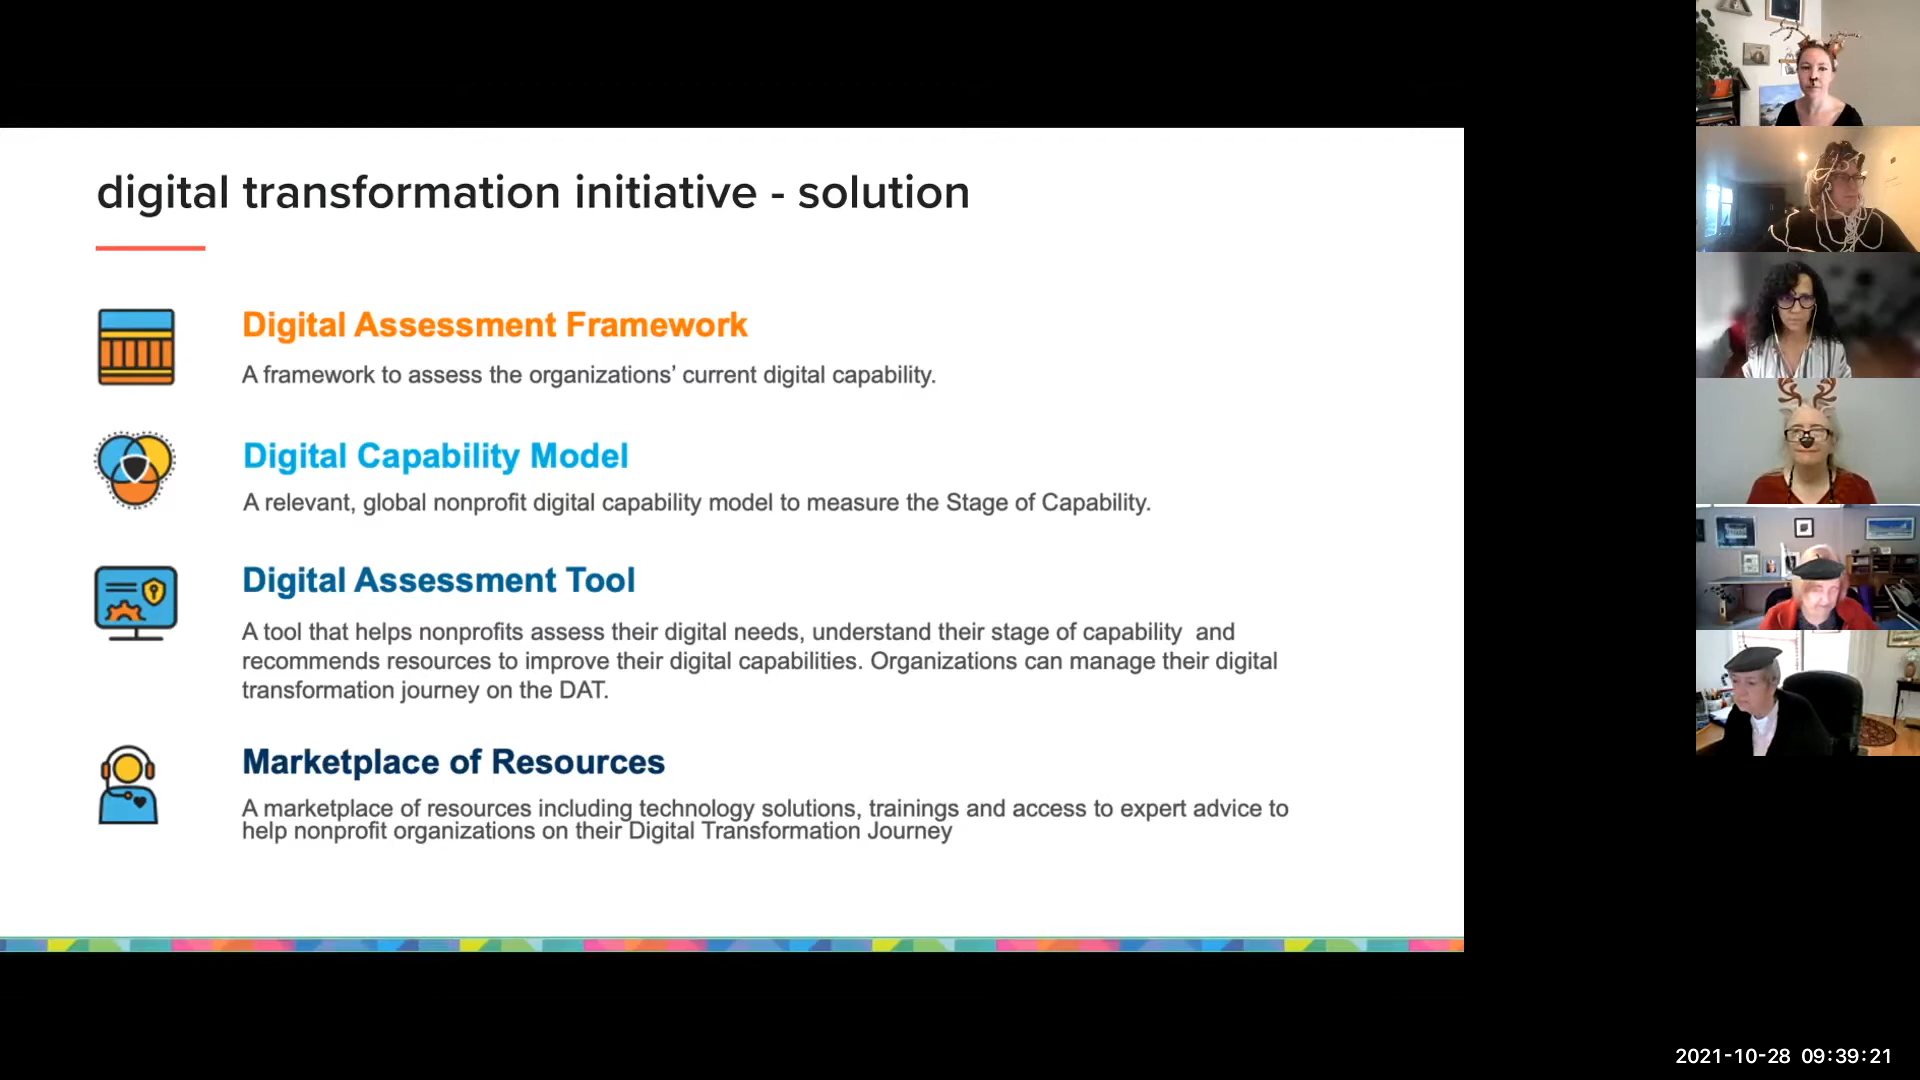 digital transformation initiative - solution
Digital Assessment Framework
A framework to assess the organizations’ current digital capability.
Digital Capability Model
A relevant, global nonprofit digital capability model to measure the Stage of Capability.
Digital Assessment Tool
A tool that helps nonprofits assess their digital needs, understand their stage of capability  and
recommends resources to improve their digital capabilities. Organizations can manage their digital
transformation journey on the DAT.
Marketplace of Resources
A marketplace of resources including technology solutions, trainings and access to expert advice to
help nonprofit organizations on their Digital Transformation Journey
2021-10-28 09:39:21